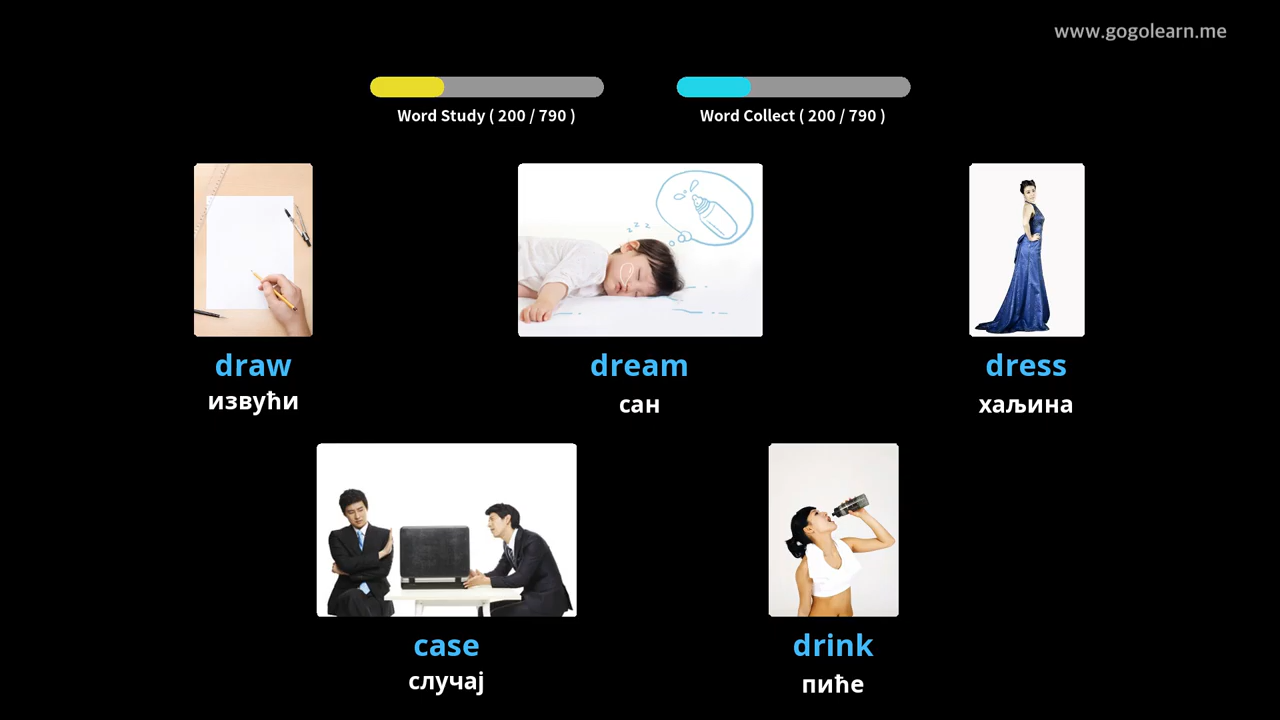 www.gogolearn.me
Word Study ( 200 / 790 )
Word Collect ( 200 / 790 )
draw
извући
dream
сан
dress
хаљина
case
случај
drink
пиће